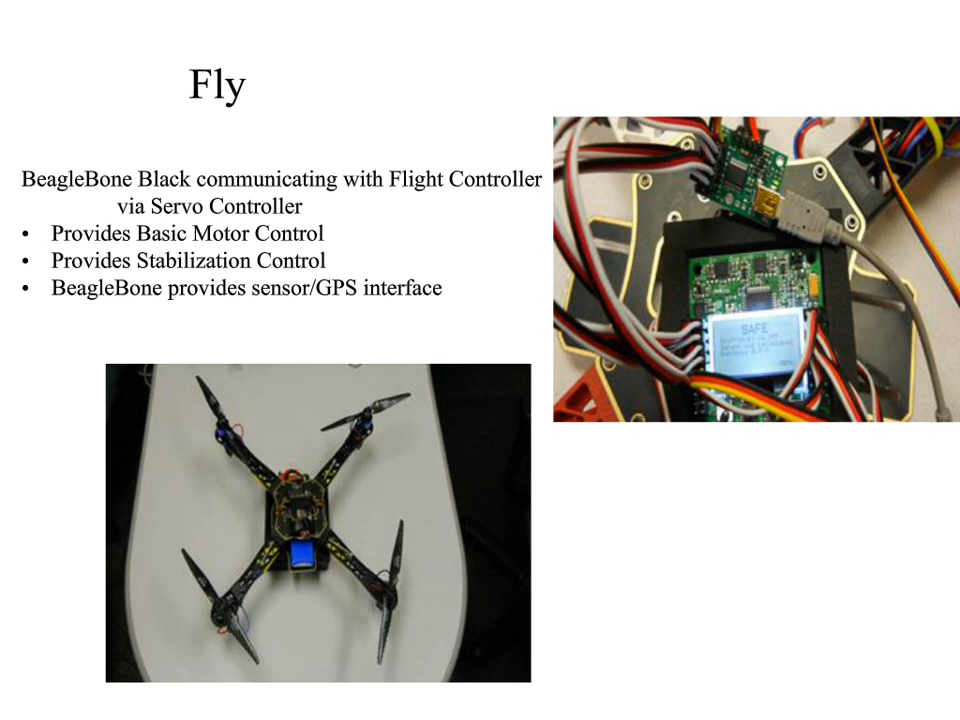 Fly
BeagleBone Black communicating with Flight Controller
via Servo Controller
• Provides Basic Motor Control
• Provides Stabilization Control
• BeagleBone provides sensor/GPS interface
SAFE